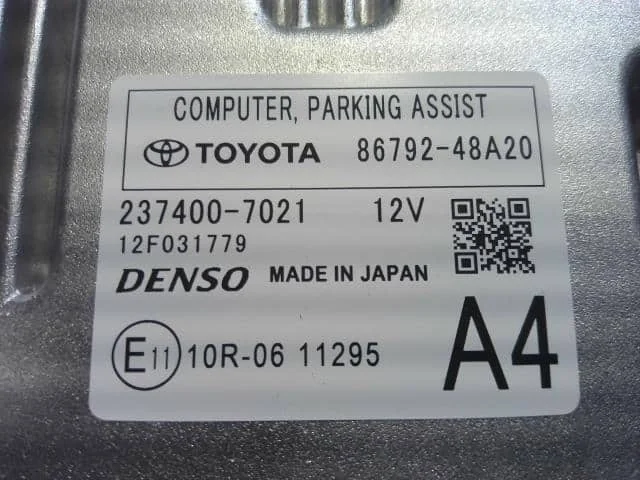 COMPUTER, PARKING ASSIST
TOYOTA 86792-48A20
237400-7021 12V
12F031779
DENSO MADE IN JAPAN
E11 10R-06 11295 A4